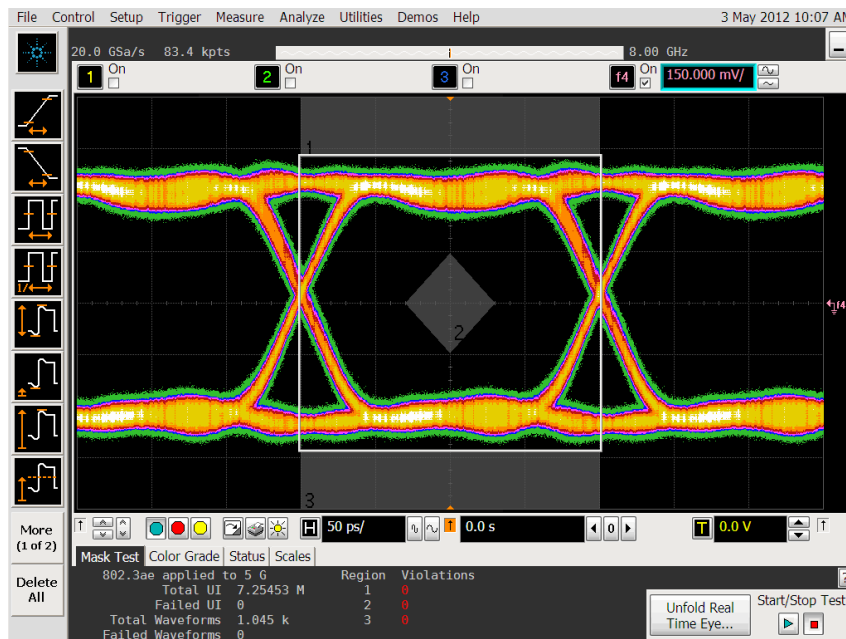 File Control Setup Trigger Measure Analyze Utilities Demos Help 3 May 2012 10:07 AM
20.0 GSa/s 83.4 kpts 8.00 GHz
1 On 2 On 3 On f4 On 150.000 mV/
1
2
3
f4
1/
More
(1 of 2)
Delete
All
H 50 ps/ 0.0 s 0 T 0.0 V
Mask Test Color Grade Status Scales
802.3ae applied to 5 G Region Violations
Total UI 7.25453 M 1 0
Failed UI 0 2 0
Total Waveforms 1.045 k 3 0
Failed Waveforms 0
Unfold Real
Time Eye...
Start/Stop Test